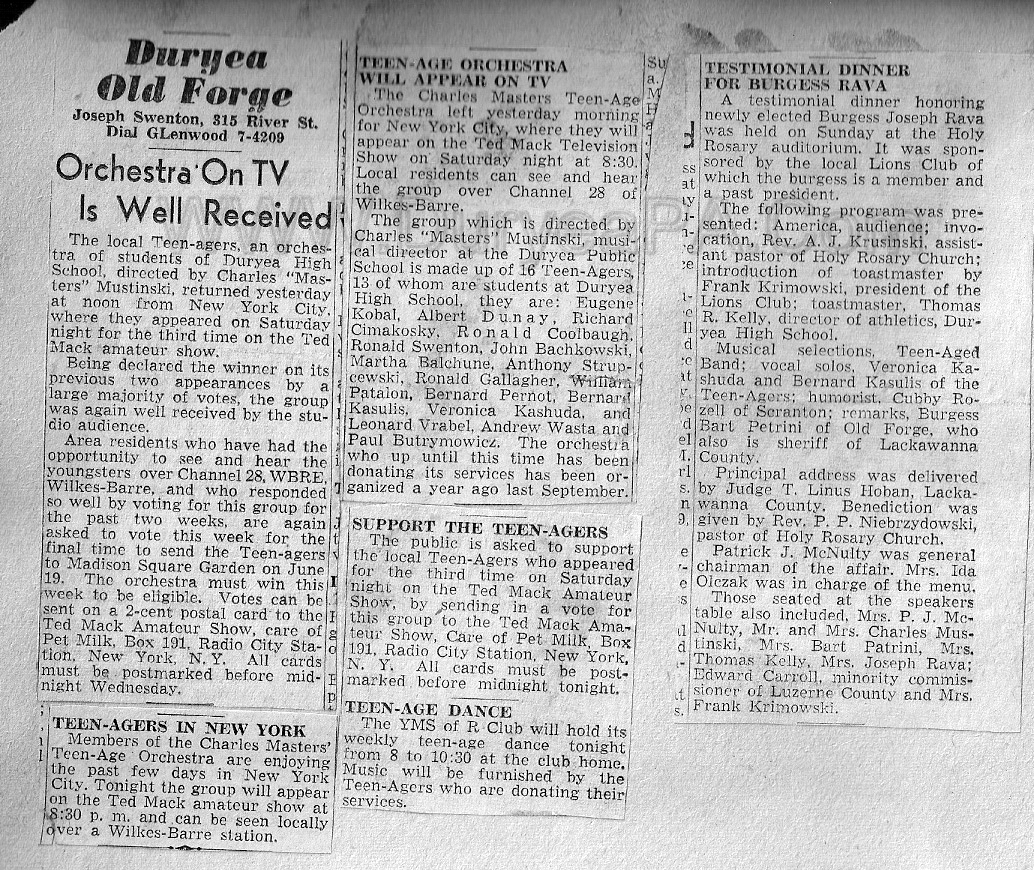 Duryea
Old Forge
Joseph Swenton, 315 River St.
Dial GLenwood 7-4209
Orchestra On TV
Is Well Received
The local Teen-agers, an orches-
tra of students of Duryea High
School, directed by Charles "Mas-
ters" Mustinski, returned yesterday
at noon from New York City,
where they appeared on Saturday
night for the third time on the Ted
Mack amateur show.
Being declared the winner on its
previous two appearances by a
large majority of votes, the group
was again well received by the stu-
dio audience.
Area residents who have had the
opportunity to see and hear the
youngsters over Channel 28, WBRE,
Wilkes-Barre, and who responded
so well by voting for this group for
the past two weeks, are again
asked to vote this week for the
final time to send the Teen-agers
to Madison Square Garden on June
19. The orchestra must win this
week to be eligible. Votes can be
sent on a 2-cent postal card to the
Ted Mack Amateur Show, care of
Pet Milk, Box 191, Radio City Sta-
tion, New York, N. Y. All cards
must be postmarked before mid-
night Wednesday.
TEEN-AGERS IN NEW YORK
Members of the Charles Masters'
Teen-Age Orchestra are enjoying
the past few days in New York
City. Tonight the group will appear
on the Ted Mack amateur show at
8:30 p. m. and can be seen locally
over a Wilkes-Barre station.
TEEN-AGE ORCHESTRA
WILL APPEAR ON TV
The Charles Masters Teen-Age
Orchestra left yesterday morning
for New York City, where they will
appear on the Ted Mack Television
Show on Saturday night at 8:30.
Local residents can see and hear
the group over Channel 28 of
Wilkes-Barre.
The group which is directed by
Charles "Masters" Mustinski, musi-
cal director at the Duryea Public
School is made up of 16 Teen-Agers,
13 of whom are students at Duryea
High School, they are: Eugene
Kobal, Albert Dunay, Richard
Cimakosky, Ronald Coolbaugh,
Ronald Swenton, John Bachkowski,
Martha Balchune, Anthony Strup-
cewski, Ronald Gallagher, William
Patalon, Bernard Pernot, Bernard
Kasulis, Veronica Kashuda, and
Leonard Vrabel, Andrew Wasta and
Paul Butrymowicz. The orchestra
who up until this time has been
donating its services has been or-
ganized a year ago last September.
SUPPORT THE TEEN-AGERS
The public is asked to support
the local Teen-Agers who appeared
for the third time on Saturday
night on the Ted Mack Amateur
Show, by sending in a vote for
this group to the Ted Mack Ama-
teur Show, Care of Pet Milk, Box
191, Radio City Station, New York,
N. Y. All cards must be post-
marked before midnight tonight.
TEEN-AGE DANCE
The YMS of R Club will hold its
weekly teen-age dance tonight
from 8 to 10:30 at the club home.
Music will be furnished by the
Teen-Agers who are donating their
services.
TESTIMONIAL DINNER
FOR BURGESS RAVA
A testimonial dinner honoring
newly elected Burgess Joseph Rava
was held on Sunday at the Holy
Rosary auditorium. It was spon-
sored by the local Lions Club of
which the burgess is a member and
a past president.
The following program was pre-
sented: America, audience; invo-
cation, Rev. A. J. Krusinski, assist-
ant pastor of Holy Rosary Church;
introduction of toastmaster by
Frank Krimowski, president of the
Lions Club; toastmaster, Thomas
R. Kelly, director of athletics, Dur-
yea High School.
Musical selections, Teen-Aged
Band; vocal solos, Veronica Ka-
shuda and Bernard Kasulis of the
Teen-Agers; humorist, Cubby Ro-
zell of Scranton; remarks, Burgess
Bart Petrini of Old Forge, who
also is sheriff of Lackawanna
County.
Principal address was delivered
by Judge T. Linus Hoban, Lacka-
wanna County. Benediction was
given by Rev. P. P. Niebrzydowski,
pastor of Holy Rosary Church.
Patrick J. McNulty was general
chairman of the affair. Mrs. Ida
Olczak was in charge of the menu.
Those seated at the speakers
table also included, Mrs. P. J. Mc-
Nulty, Mr. and Mrs. Charles Mus-
tinski, Mrs. Bart Patrini, Mrs.
Thomas Kelly, Mrs. Joseph Rava;
Edward Carroll, minority commis-
sioner of Luzerne County and Mrs.
Frank Krimowski.